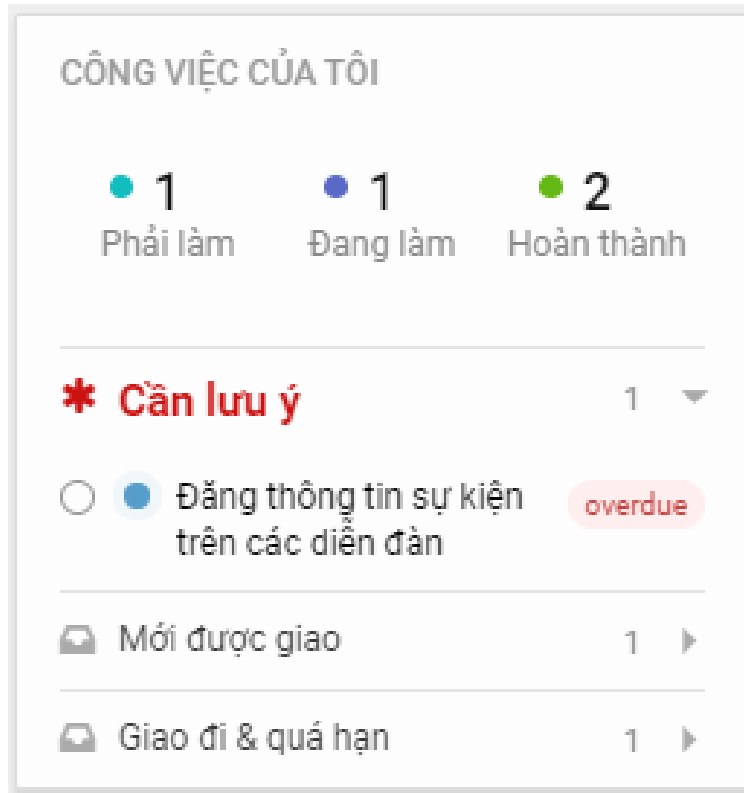 CÔNG VIỆC CỦA TÔI
1 1 2
Phải làm Đang làm Hoàn thành
* Cần lưu ý 1
Đăng thông tin sự kiện overdue
trên các diễn đàn
Mới được giao 1
Giao đi & quá hạn 1